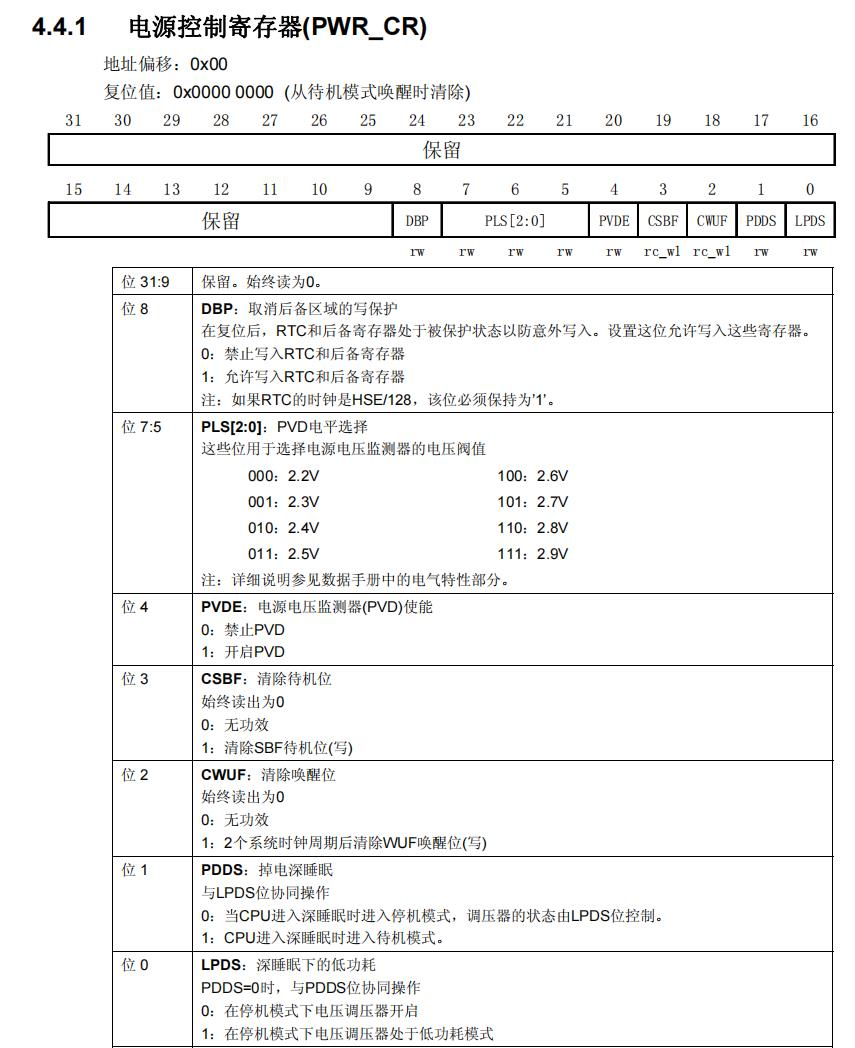 4.4.1 电源控制寄存器(PWR_CR)
地址偏移：0x00
复位值：0x0000 0000 (从待机模式唤醒时清除)
31 30 29 28 27 26 25 24 23 22 21 20 19 18 17 16
保留
15 14 13 12 11 10 9 8 7 6 5 4 3 2 1 0
保留 DBP PLS[2:0] PVDE CSBF CWUF PDDS LPDS
rw rw rw rw rw rc_w1 rc_w1 rw rw
位 31:9 保留。始终读为0。
位 8 DBP：取消后备区域的写保护
在复位后，RTC和后备寄存器处于被保护状态以防意外写入。设置这位允许写入这些寄存器。
0：禁止写入RTC和后备寄存器
1：允许写入RTC和后备寄存器
注：如果RTC的时钟是HSE/128，该位必须保持为'1'。
位 7:5 PLS[2:0]：PVD电平选择
这些位用于选择电源电压监测器的电压阀值
000：2.2V 100：2.6V
001：2.3V 101：2.7V
010：2.4V 110：2.8V
011：2.5V 111：2.9V
注：详细说明参见数据手册中的电气特性部分。
位 4 PVDE：电源电压监测器(PVD)使能
0：禁止PVD
1：开启PVD
位 3 CSBF：清除待机位
始终读出为0
0：无功效
1：清除SBF待机位(写)
位 2 CWUF：清除唤醒位
始终读出为0
0：无功效
1：2个系统时钟周期后清除WUF唤醒位(写)
位 1 PDDS：掉电深睡眠
与LPDS位协同操作
0：当CPU进入深睡眠时进入停机模式，调压器的状态由LPDS位控制。
1：CPU进入深睡眠时进入待机模式。
位 0 LPDS：深睡眠下的低功耗
PDDS=0时，与PDDS位协同操作
0：在停机模式下电压调压器开启
1：在停机模式下电压调压器处于低功耗模式